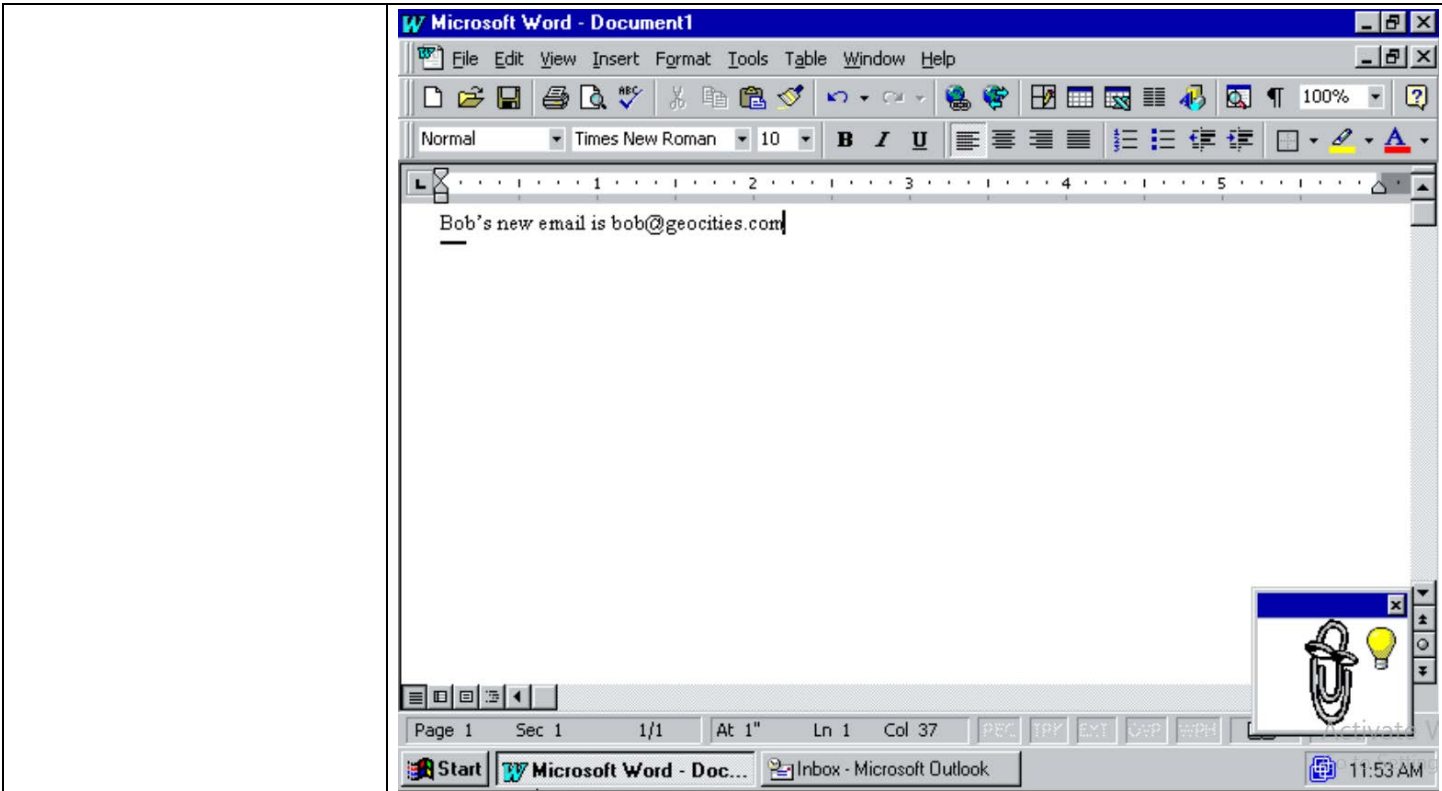 Microsoft Word - Document1
File Edit View Insert Format Tools Table Window Help
ABC 100%
Normal Times New Roman 10 B I U A
1 2 3 4 5
Bob's new email is bob@geocities.com
Page 1 Sec 1 1/1 At 1" Ln 1 Col 37 REC TRK EXT OVR WPH
Start Microsoft Word - Doc... Inbox - Microsoft Outlook 11:53 AM